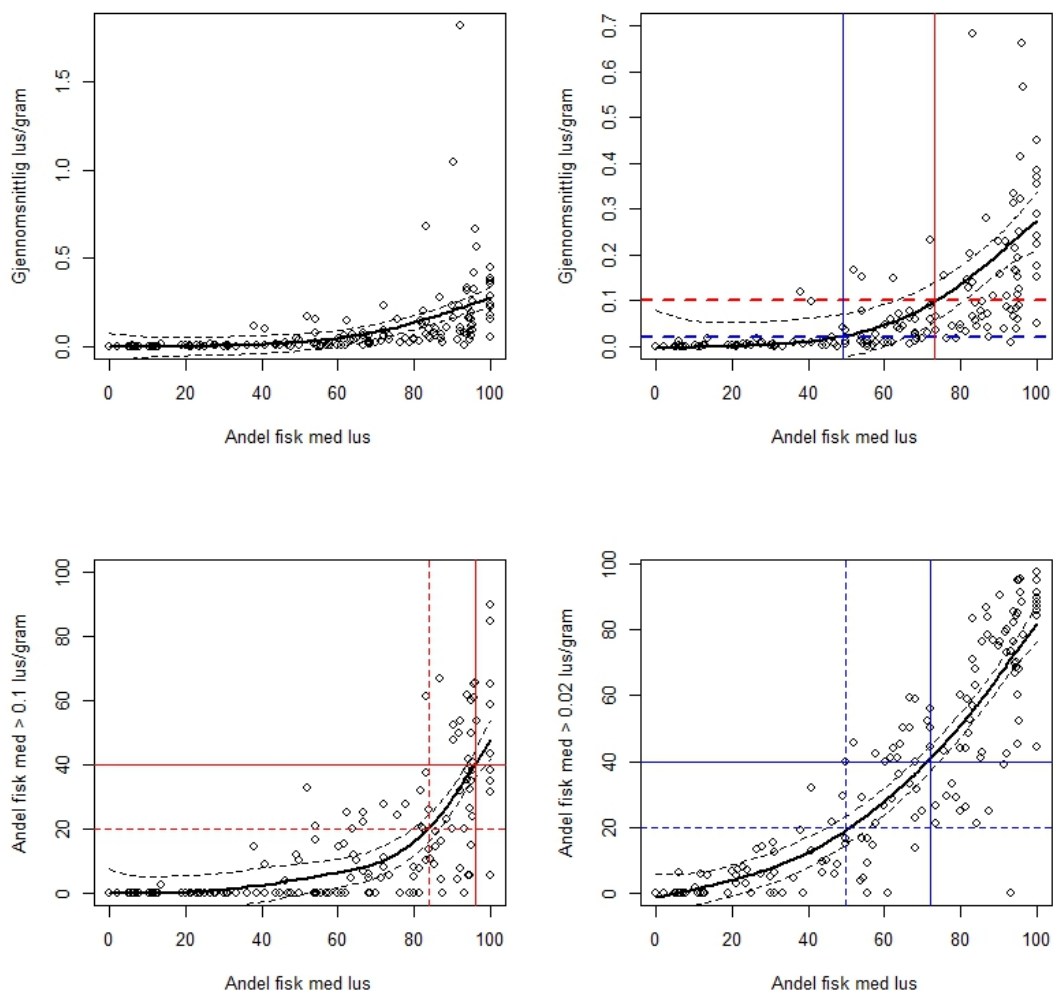 Gjennomsnittlig lus/gram
1.5
1.0
0.5
0.0
0 20 40 60 80 100
Andel fisk med lus
Gjennomsnittlig lus/gram
0.7
0.6
0.5
0.4
0.3
0.2
0.1
0.0
0 20 40 60 80 100
Andel fisk med lus
Andel fisk med > 0.1 lus/gram
100
80
60
40
20
0
0 20 40 60 80 100
Andel fisk med lus
Andel fisk med > 0.02 lus/gram
100
80
60
40
20
0
0 20 40 60 80 100
Andel fisk med lus